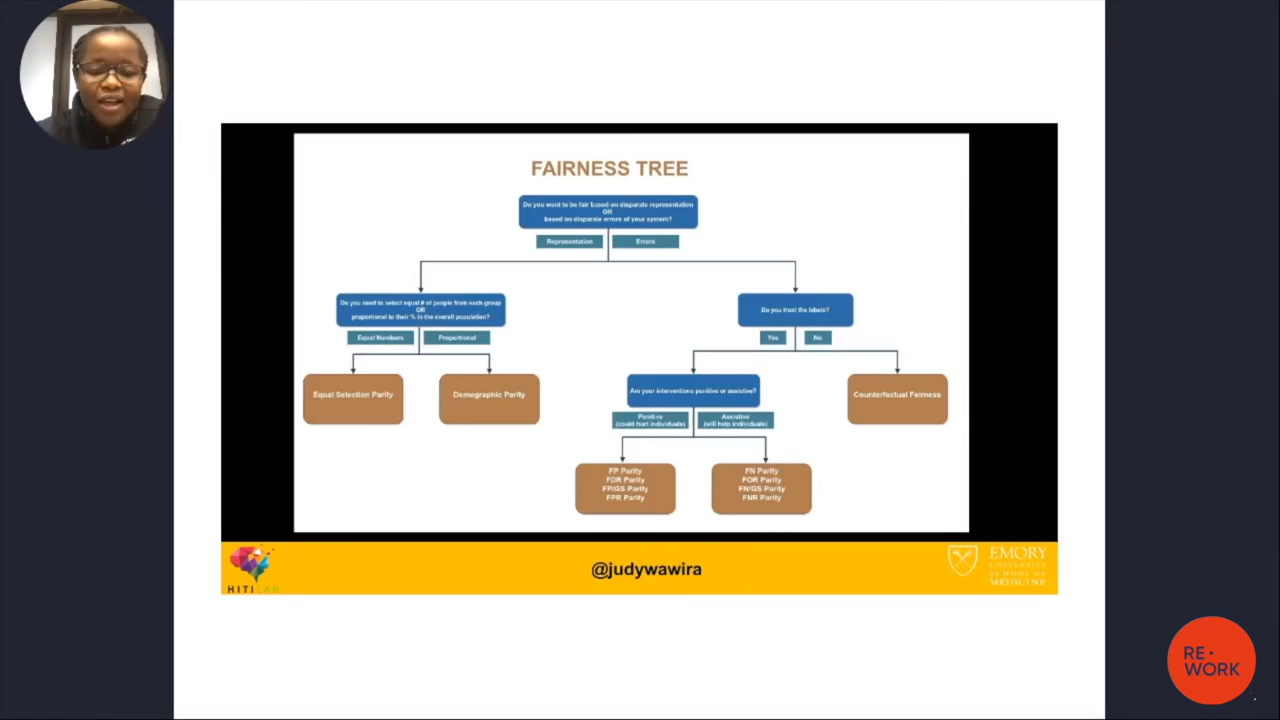 FAIRNESS TREE
Do you want to be fair based on disparate representation
OR
based on disparate errors of your system?
Representation
Errors
Do you need to select equal # of people from each group
OR
proportional to their % in the overall population?
Do you trust the labels?
Equal Numbers
Proportional
Yes
No
Equal Selection Parity
Demographic Parity
Are your interventions punitive or assistive?
Counterfactual Fairness
Punitive
(could hurt individuals)
Assistive
(will help individuals)
FP Parity
FDR Parity
FP/GS Parity
FPR Parity
FN Parity
FOR Parity
FN/GS Parity
FNR Parity
HITI LAB
@judywawira
EMORY
UNIVERSITY
SCHOOL OF
MEDICINE
RE•
WORK